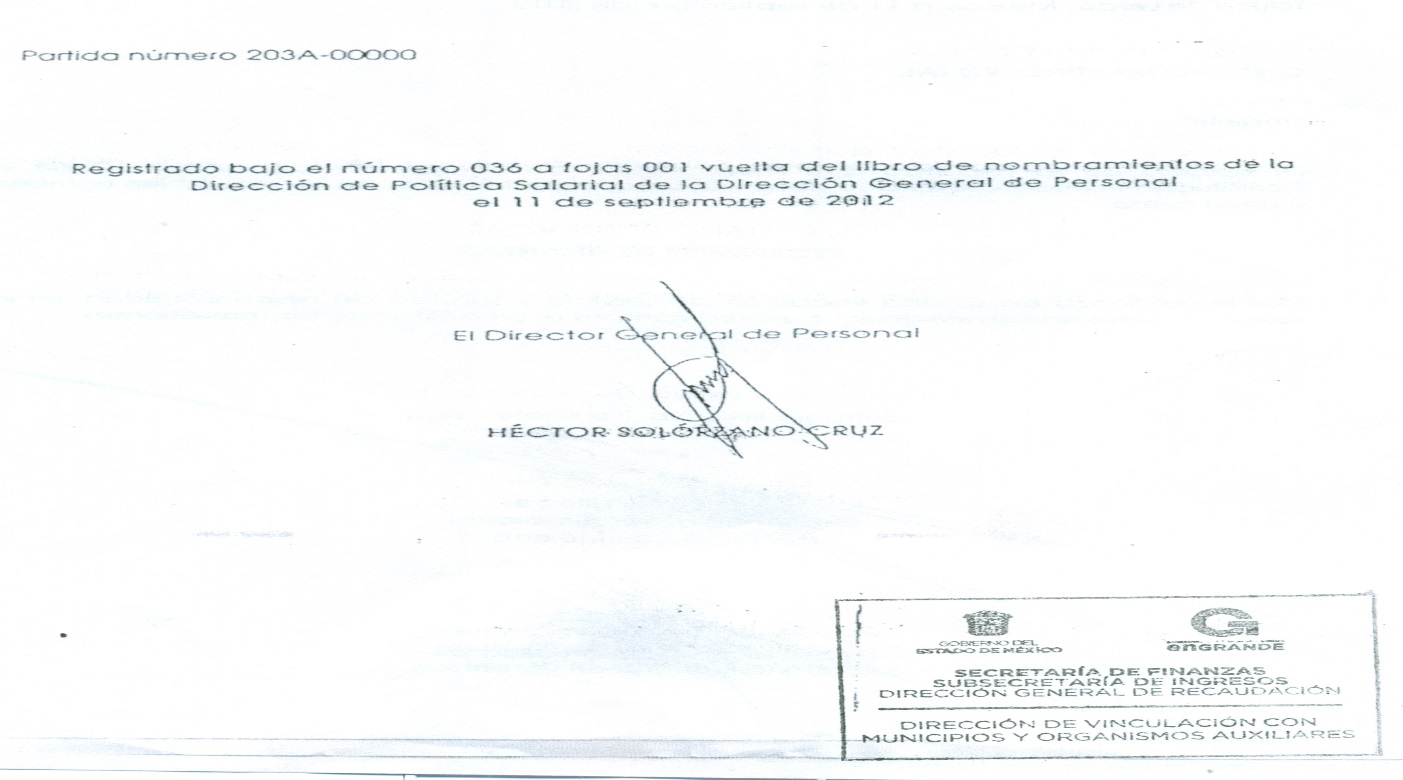 Partida número 203A-00000
Registrado bajo el número 036 a fojas 001 vuelta del libro de nombramientos de la
Dirección de Política Salarial de la Dirección General de Personal
el 11 de septiembre de 2012
El Director General de Personal
HÉCTOR SOLÓRZANO CRUZ
GOBIERNO DEL
ESTADO DE MÉXICO
enGRANDE
SECRETARÍA DE FINANZAS
SUBSECRETARÍA DE INGRESOS
DIRECCIÓN GENERAL DE RECAUDACIÓN
DIRECCIÓN DE VINCULACIÓN CON
MUNICIPIOS Y ORGANISMOS AUXILIARES